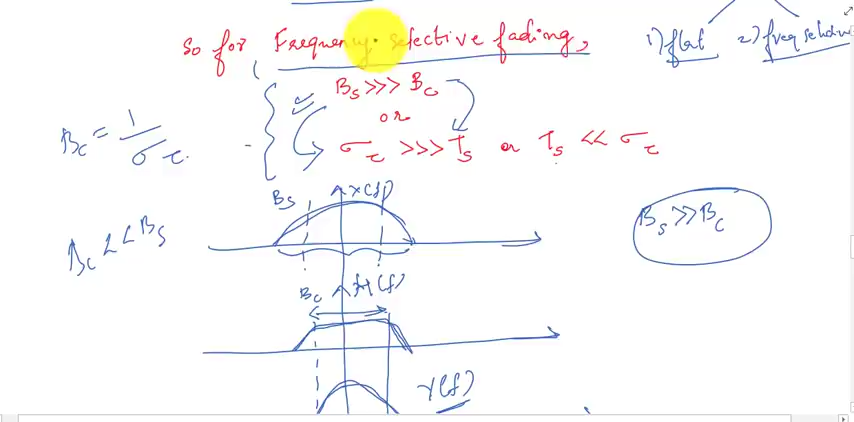 So for Frequency selective fading,
1) flat 2) freq selective
Bs >>> Bc
or
στ >>> Ts or Ts << στ
Bc = 1/στ
Bs X(f)
Bs >> Bc
Bc << Bs
Bc H(f)
Y(f)